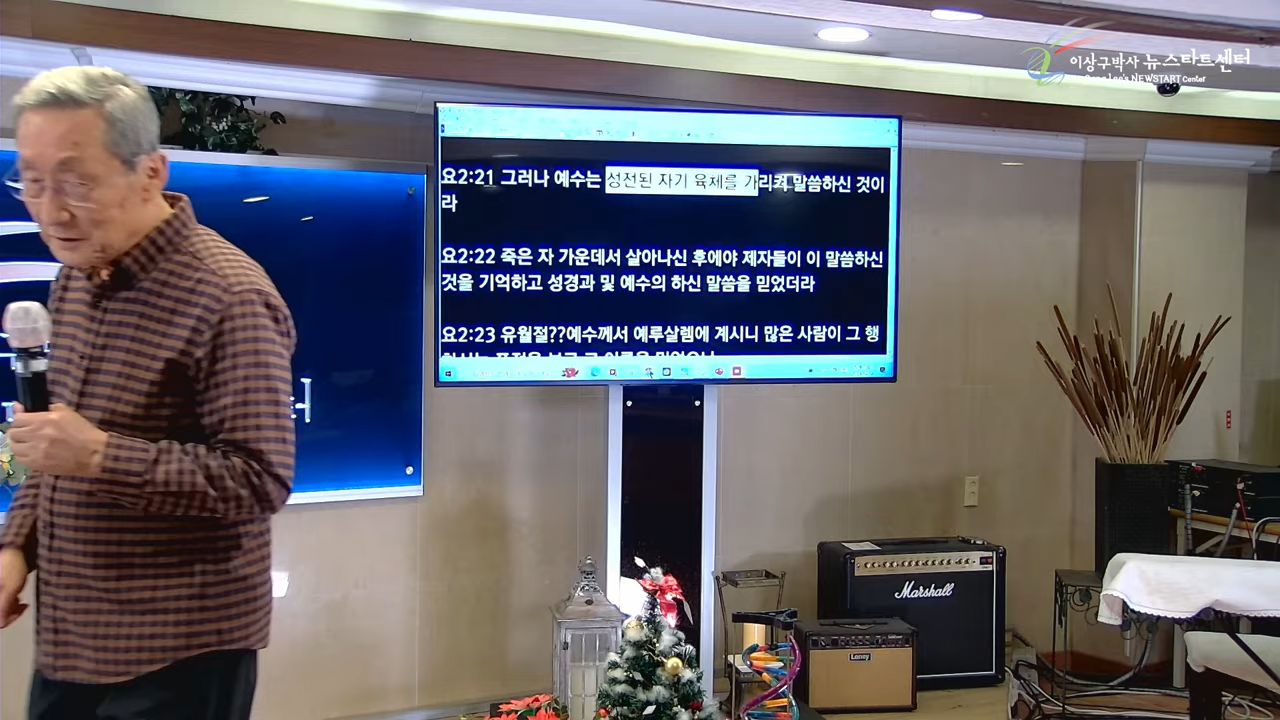 이상구박사 뉴스타트센터
NEWSTART Center
요2:21 그러나 예수는 성전된 자기 육체를 가리켜 말씀하신 것이
라
요2:22 죽은 자 가운데서 살아나신 후에야 제자들이 이 말씀하신
것을 기억하고 성경과 및 예수의 하신 말씀을 믿었더라
요2:23 유월절??예수께서 예루살렘에 계시니 많은 사람이 그 행
Marshall
Laney